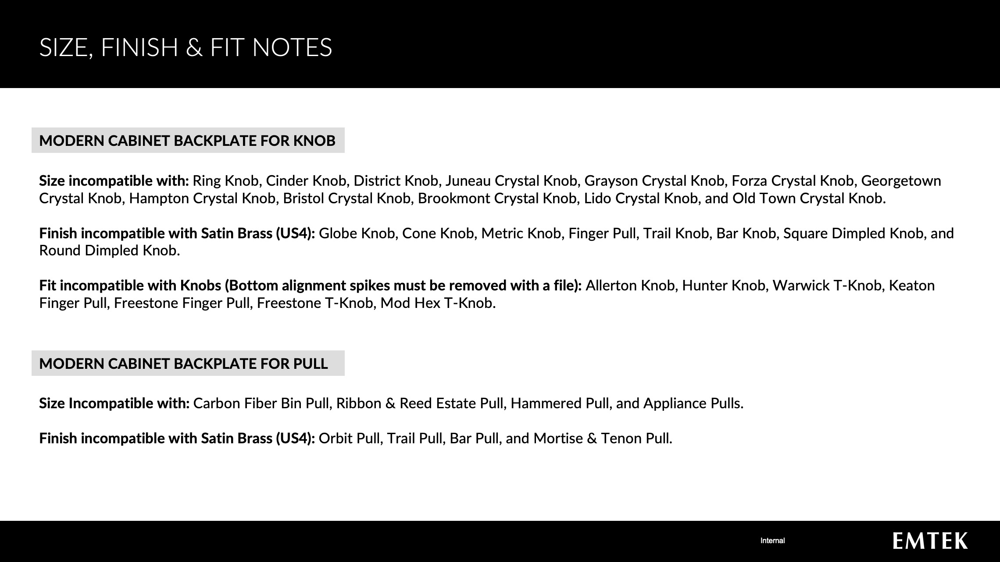 SIZE, FINISH & FIT NOTES
MODERN CABINET BACKPLATE FOR KNOB
Size incompatible with: Ring Knob, Cinder Knob, District Knob, Juneau Crystal Knob, Grayson Crystal Knob, Forza Crystal Knob, Georgetown
Crystal Knob, Hampton Crystal Knob, Bristol Crystal Knob, Brookmont Crystal Knob, Lido Crystal Knob, and Old Town Crystal Knob.
Finish incompatible with Satin Brass (US4): Globe Knob, Cone Knob, Metric Knob, Finger Pull, Trail Knob, Bar Knob, Square Dimpled Knob, and
Round Dimpled Knob.
Fit incompatible with Knobs (Bottom alignment spikes must be removed with a file): Allerton Knob, Hunter Knob, Warwick T-Knob, Keaton
Finger Pull, Freestone Finger Pull, Freestone T-Knob, Mod Hex T-Knob.
MODERN CABINET BACKPLATE FOR PULL
Size Incompatible with: Carbon Fiber Bin Pull, Ribbon & Reed Estate Pull, Hammered Pull, and Appliance Pulls.
Finish incompatible with Satin Brass (US4): Orbit Pull, Trail Pull, Bar Pull, and Mortise & Tenon Pull.
Internal
EMTEK